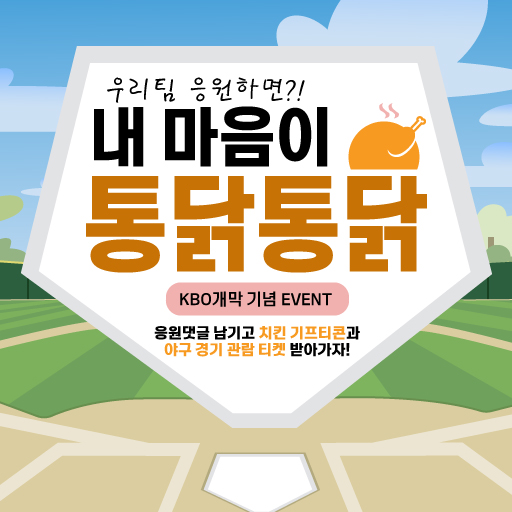 우리팀 응원하면?!
내 마음이
통닭통닭
KBO개막 기념 EVENT
응원댓글 남기고 치킨 기프티콘과
야구 경기 관람 티켓 받아가자!